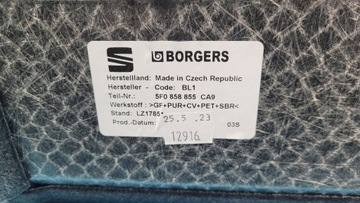 BORGERS
Herstellland: Made in Czech Republic
Hersteller - Code: BL1
Teil-Nr.: 5F0 858 855 CA9
Werkstoff : >GF+PUR+CV+PET+SBR<
Stand: LZ1785
Prod.-Datum: 25.5.23
03S
12916